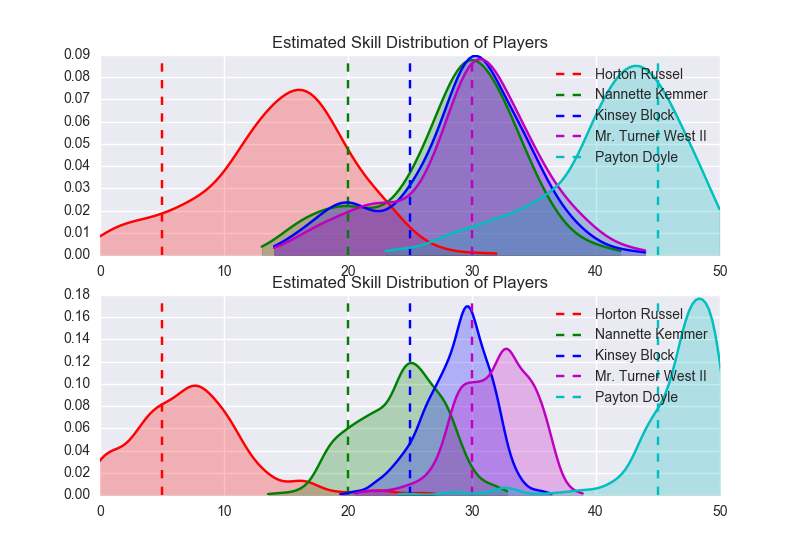 Estimated Skill Distribution of Players
0.09
0.08
0.07
0.06
0.05
0.04
0.03
0.02
0.01
0.00
Horton Russel
Nannette Kemmer
Kinsey Block
Mr. Turner West II
Payton Doyle
0 10 20 30 40 50
Estimated Skill Distribution of Players
0.18
0.16
0.14
0.12
0.10
0.08
0.06
0.04
0.02
0.00
Horton Russel
Nannette Kemmer
Kinsey Block
Mr. Turner West II
Payton Doyle
0 10 20 30 40 50